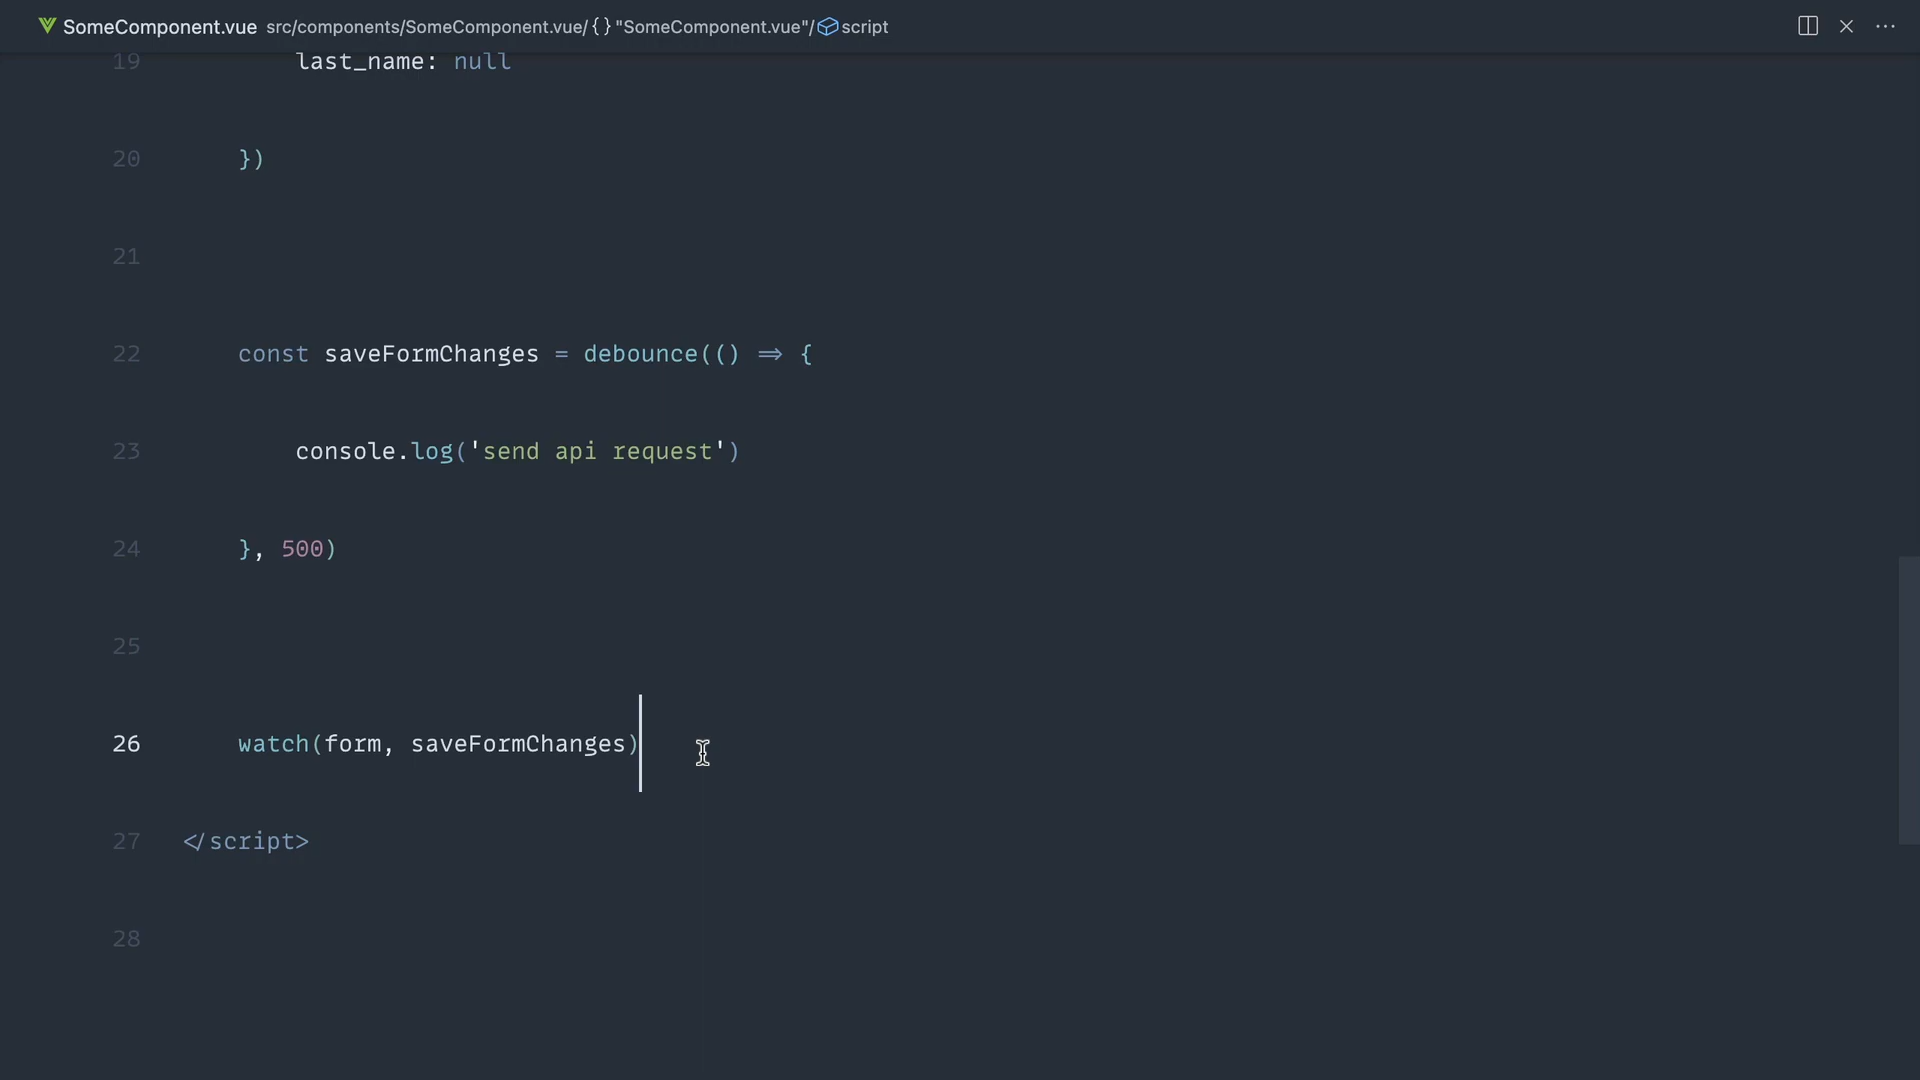 SomeComponent.vue src/components/SomeComponent.vue/{} "SomeComponent.vue"/script
19 last_name: null
20 })
21
22 const saveFormChanges = debounce(() => {
23 console.log('send api request')
24 }, 500)
25
26 watch(form, saveFormChanges)
27 </script>
28